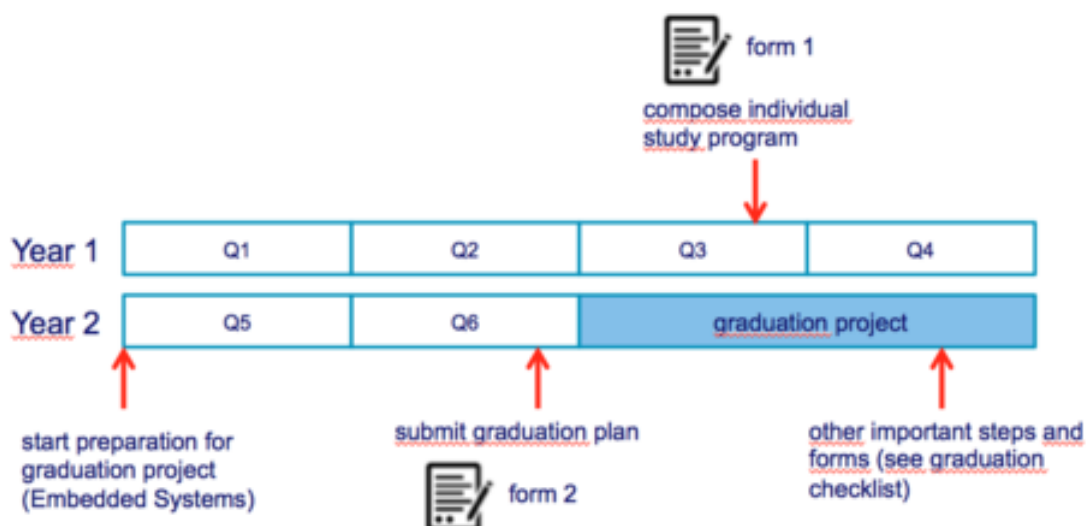 form 1
compose individual
study program
Year 1
Q1
Q2
Q3
Q4
Year 2
Q5
Q6
graduation project
start preparation for
graduation project
(Embedded Systems)
submit graduation plan
form 2
other important steps and
forms (see graduation
checklist)